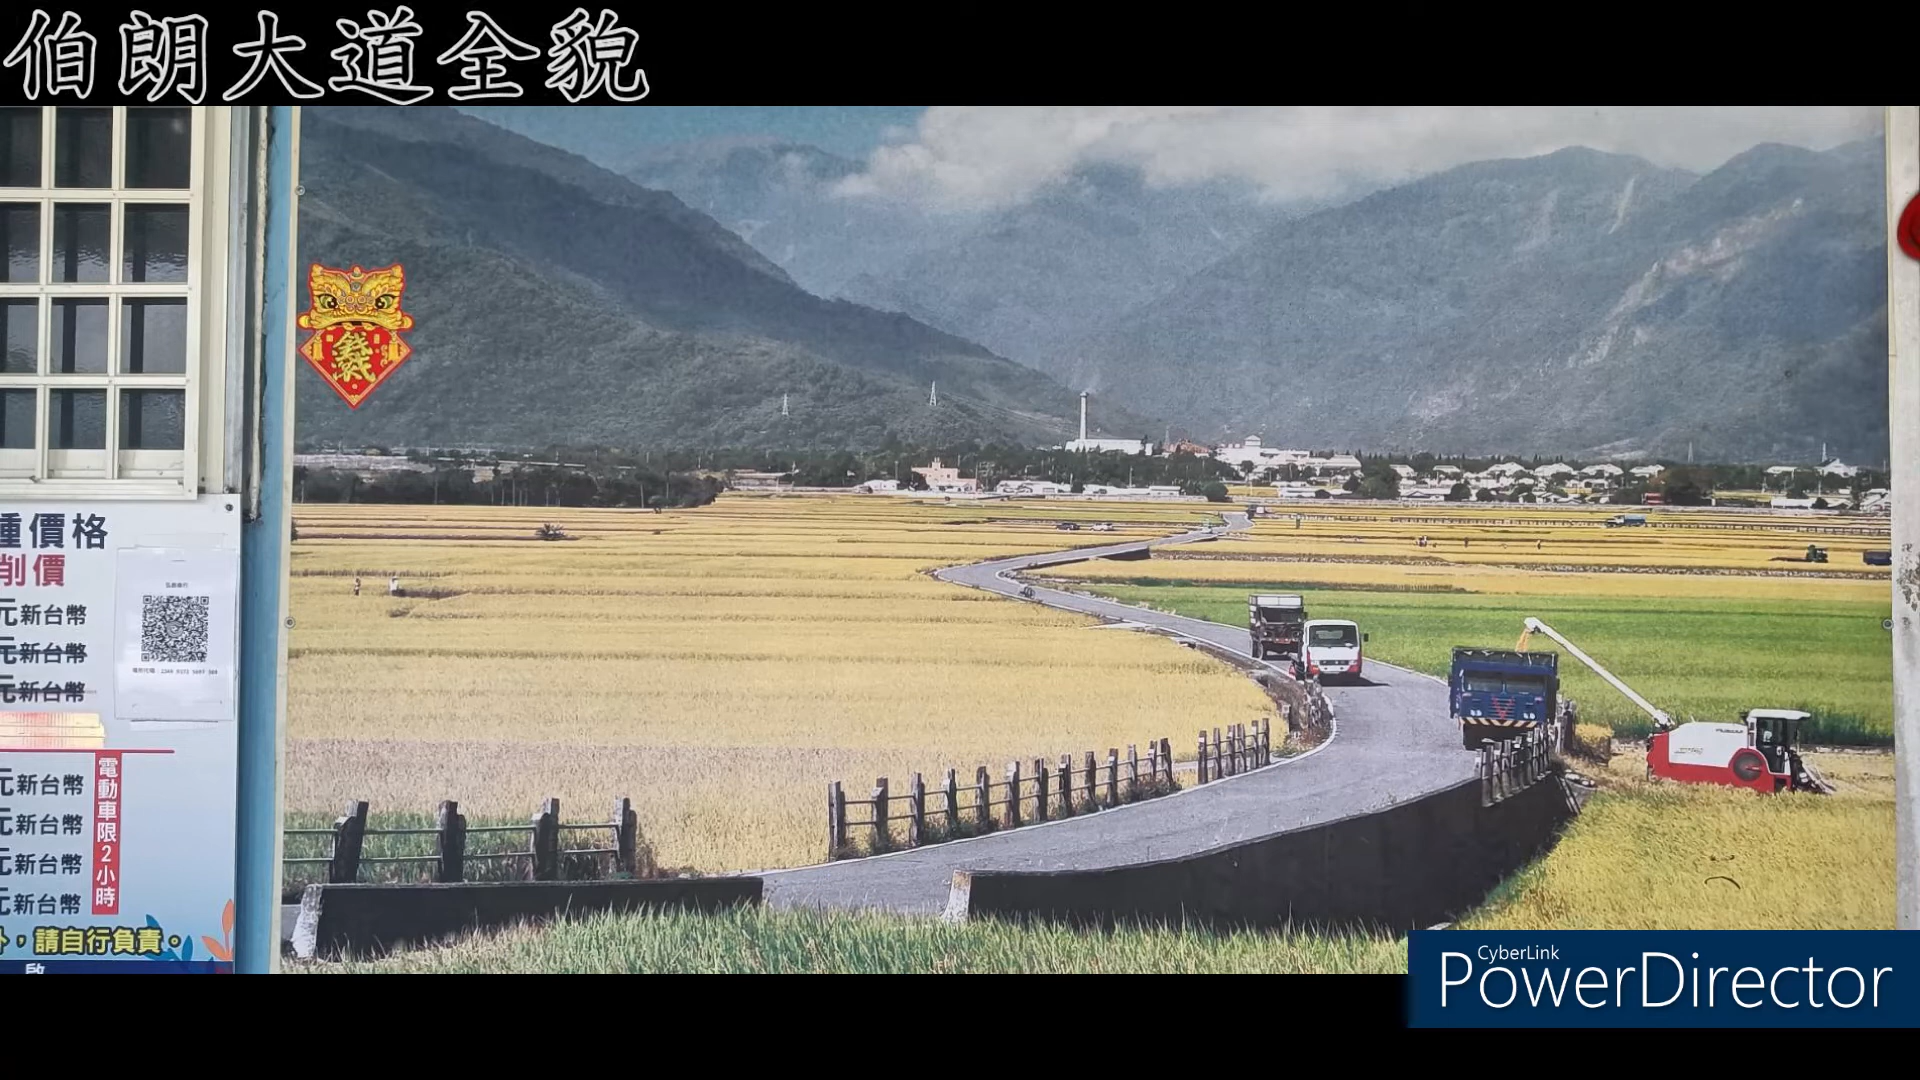 伯朗大道全貌
種價格
削價
元新台幣
元新台幣
元新台幣
元新台幣
元新台幣
元新台幣
元新台幣
電動車限2小時
外，請自行負責。
啟
CyberLink
PowerDirector